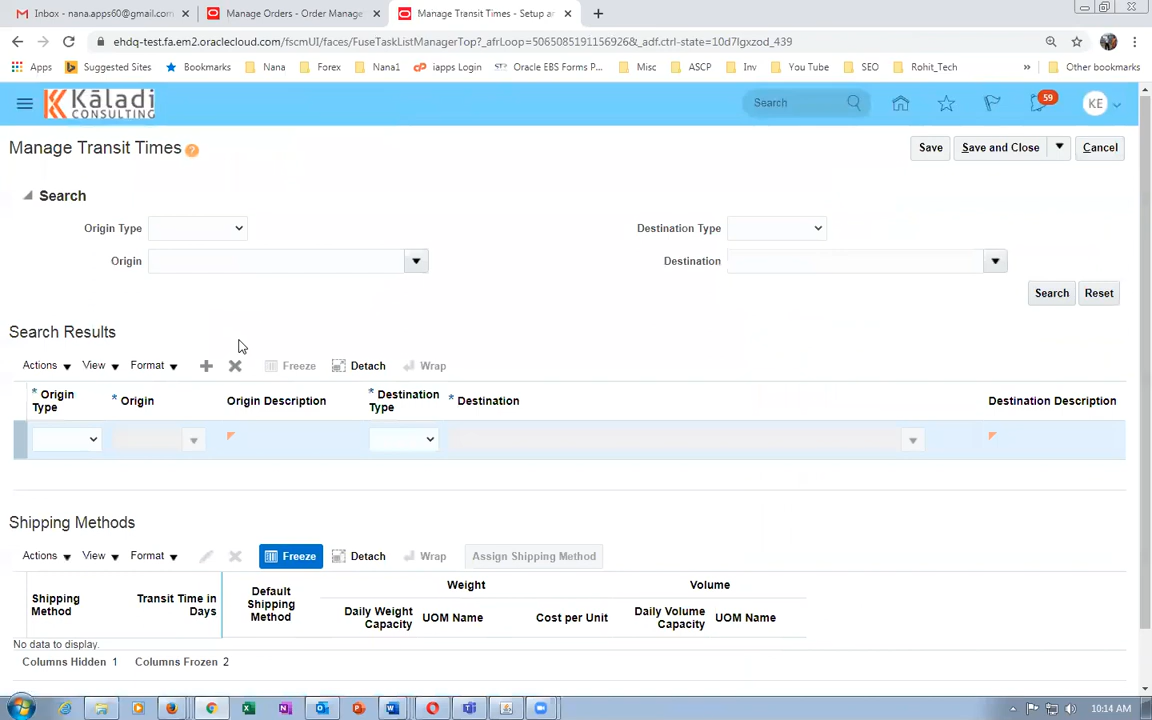 Inbox - nana.apps60@gmail.com
Manage Orders - Order Manage
Manage Transit Times - Setup a
ehdq-test.fa.em2.oraclecloud.com/fscmUI/faces/FuseTaskListManagerTop?_afrLoop=5065085191156926&_adf.ctrl-state=10d7lgxzod_439
Apps Suggested Sites Bookmarks Nana Forex Nana1 iapps Login Oracle EBS Forms P... Misc ASCP Inv You Tube SEO Rohit_Tech » Other bookmarks
Kāladi
CONSULTING
Search
59
KE
Manage Transit Times ?
Save Save and Close Cancel
Search
Origin Type
Destination Type
Origin
Destination
Search Reset
Search Results
Actions View Format Freeze Detach Wrap
* Origin Type * Origin Origin Description * Destination Type * Destination Destination Description
Shipping Methods
Actions View Format Freeze Detach Wrap Assign Shipping Method
Shipping Method Transit Time in Days Default Shipping Method
Weight Volume
Daily Weight Capacity UOM Name Cost per Unit Daily Volume Capacity UOM Name
No data to display.
Columns Hidden 1 Columns Frozen 2
10:14 AM